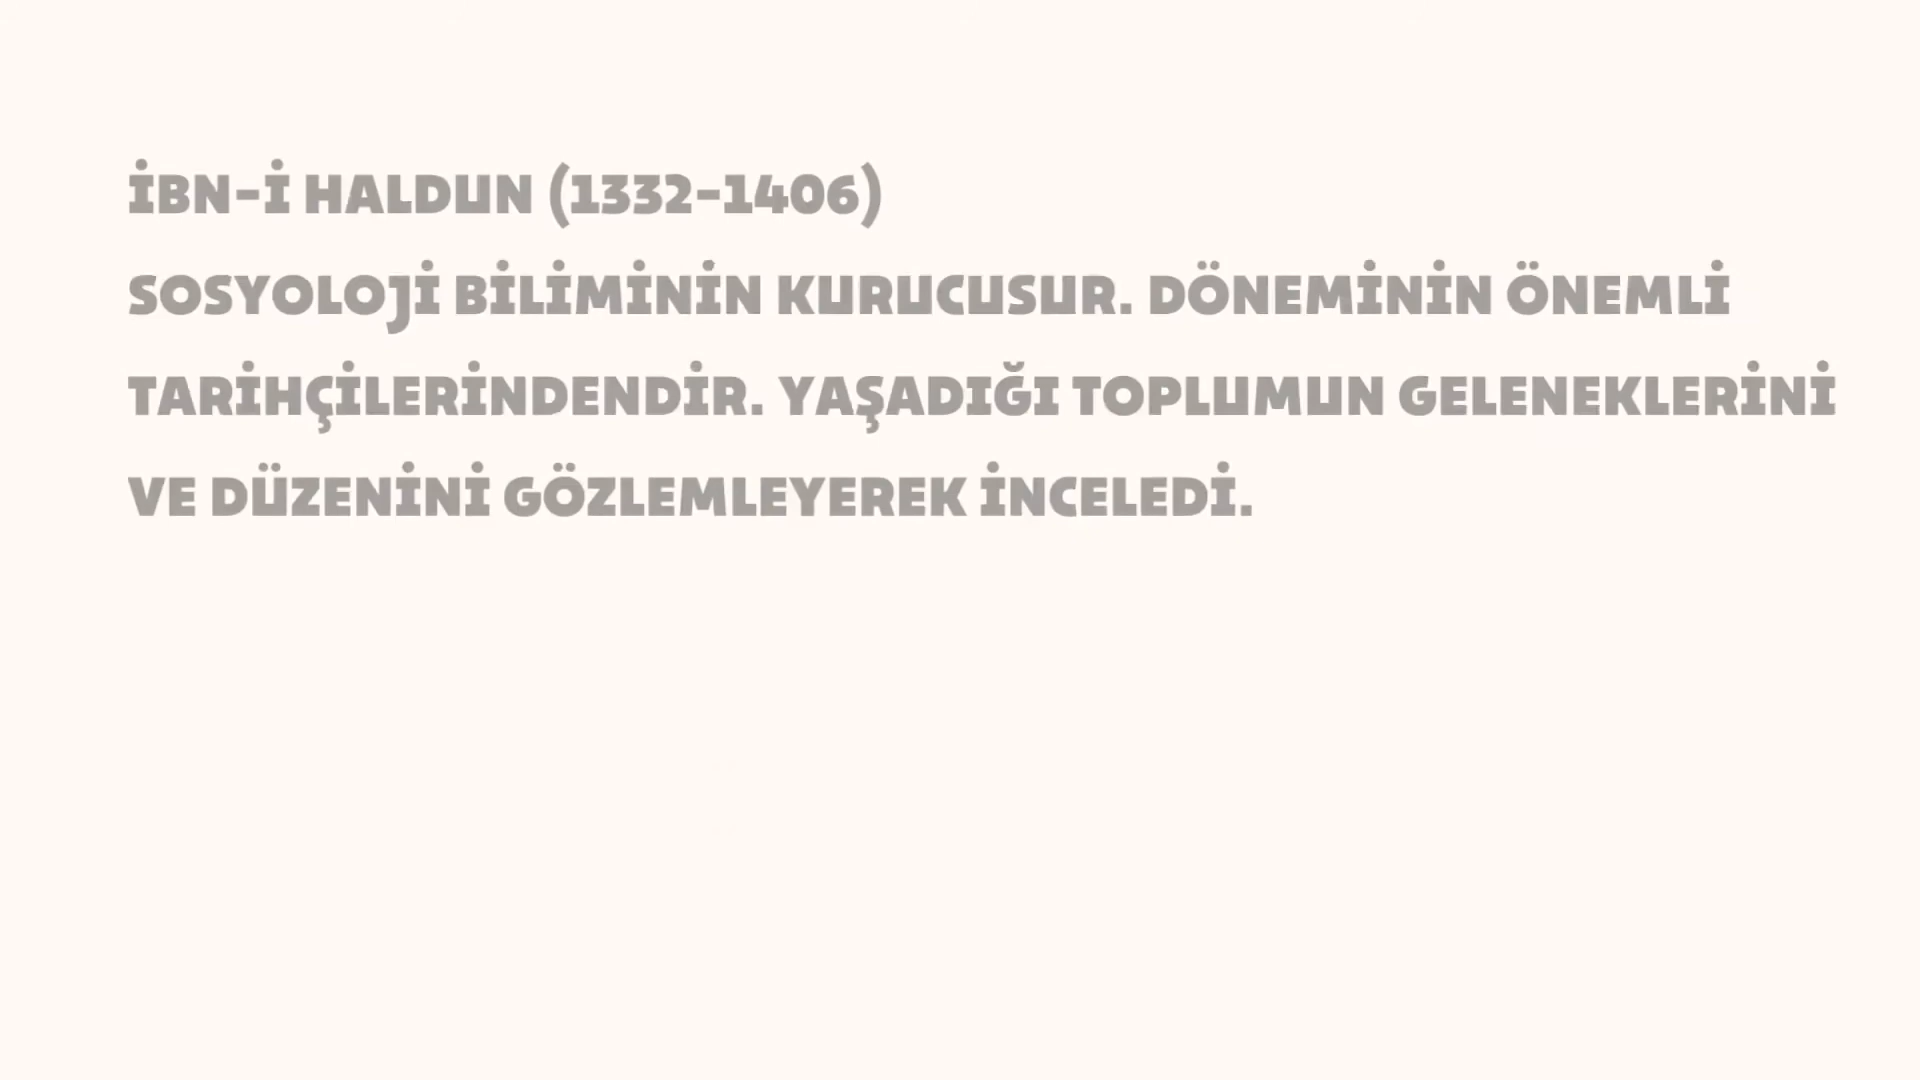 İBN-İ HALDUN (1332-1406)
SOSYOLOJİ BİLİMİNİN KURUCUSUR. DÖNEMİNİN ÖNEMLİ
TARİHÇİLERİNDENDİR. YAŞADIĞI TOPLUMUN GELENEKLERİNİ
VE DÜZENİNİ GÖZLEMLEYEREK İNCELEDİ.